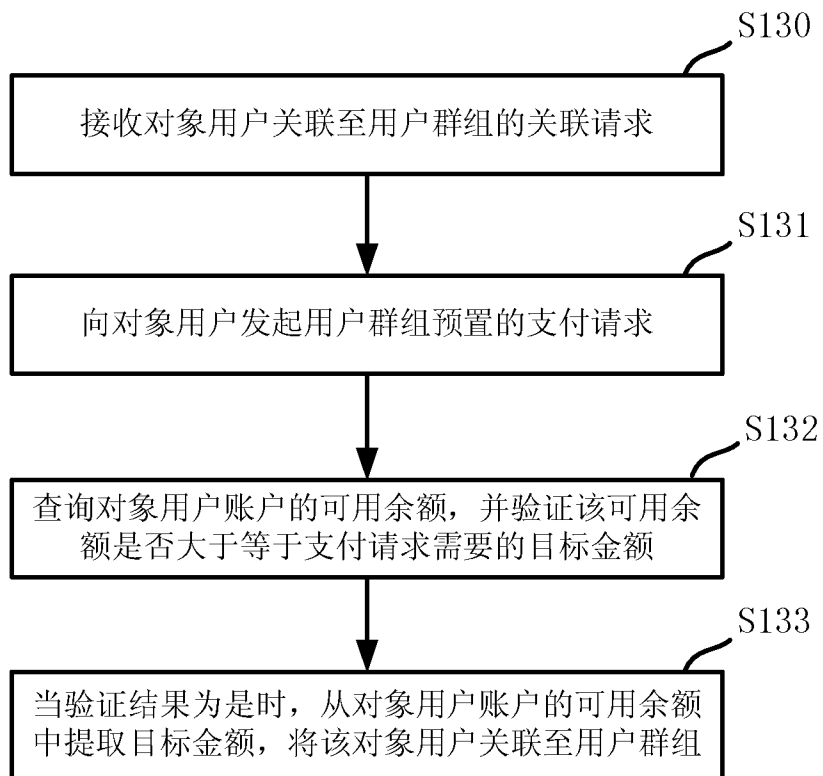 S130
接收对象用户关联至用户群组的关联请求
S131
向对象用户发起用户群组预置的支付请求
S132
查询对象用户账户的可用余额，并验证该可用余
额是否大于等于支付请求需要的目标金额
S133
当验证结果为是时，从对象用户账户的可用余额
中提取目标金额，将该对象用户关联至用户群组